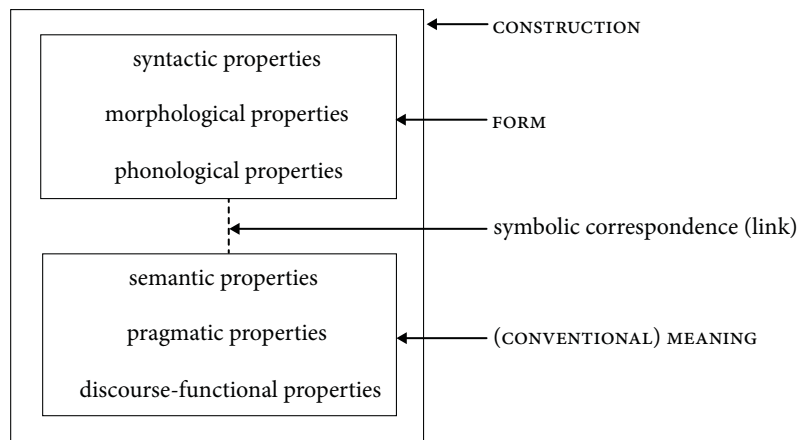 CONSTRUCTION
syntactic properties
morphological properties
FORM
phonological properties
symbolic correspondence (link)
semantic properties
pragmatic properties
(CONVENTIONAL) MEANING
discourse-functional properties